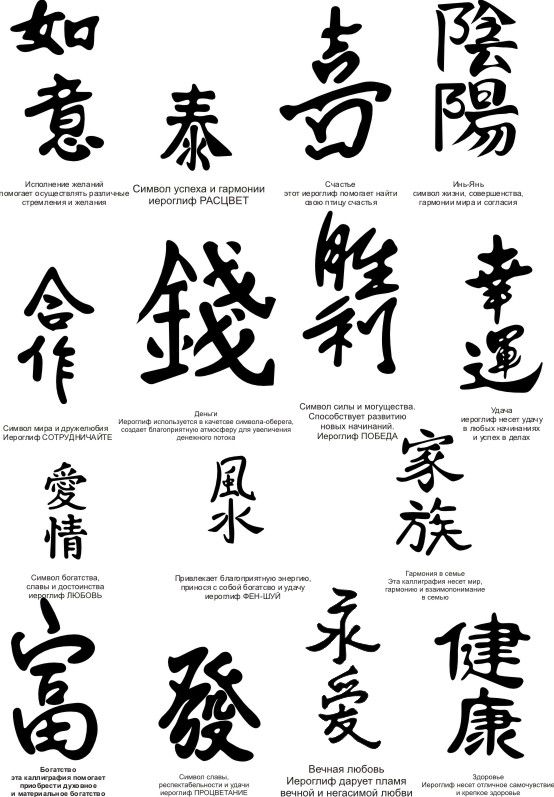 如
意
泰
喜
陰
陽
Исполнение желаний
помогает осуществлять различные
стремления и желания
Символ успеха и гармонии
иероглиф РАСЦВЕТ
Счастье
этот иероглиф помогает найти
свою птицу счастья
Инь-Янь
символ жизни, совершенства,
гармонии мира и согласия
合
作
錢
勝
利
幸
運
Символ мира и дружелюбия
Иероглиф СОТРУДНИЧАЙТЕ
Деньги
Иероглиф используется в качетсве символа-оберега,
создает благоприятную атмосферу для увеличения
денежного потока
Символ силы и могущества.
Способствует развитию
новых начинаний.
Иероглиф ПОБЕДА
Удача
иероглиф несет удачу
в любых начинаниях
и успех в делах
愛
情
風
水
家
族
Символ богатства,
славы и достоинства
иероглиф ЛЮБОВЬ
Привлекает благоприятную энергию,
принося с собой богатсво и удачу
иероглиф ФЕН-ШУЙ
Гармония в семье
Эта каллиграфия несет мир,
гармонию и взаимопонимание
в семью
富
發
永
爱
健
康
Богатство
эта каллиграфия помогает
приобрести духовное
и материальное богатство
Символ славы,
респектабельности и удачи
иероглиф ПРОЦВЕТАНИЕ
Вечная любовь
Иероглиф дарует пламя
вечной и негасимой любви
Здоровье
Иероглиф несет отличное самочувствие
и крепкое здоровье